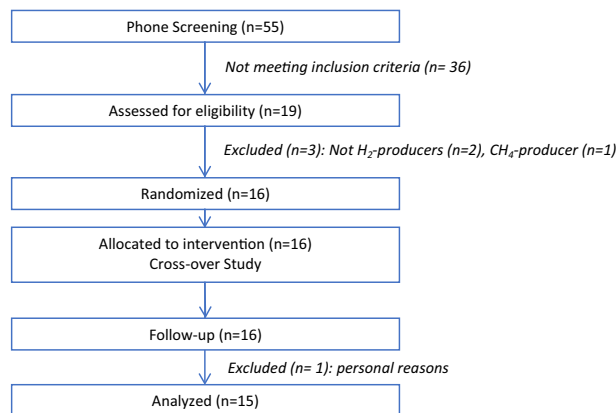 Phone Screening (n=55)
Not meeting inclusion criteria (n= 36)
Assessed for eligibility (n=19)
Excluded (n=3): Not H₂-producers (n=2), CH₄-producer (n=1)
Randomized (n=16)
Allocated to intervention (n=16)
Cross-over Study
Follow-up (n=16)
Excluded (n= 1): personal reasons
Analyzed (n=15)